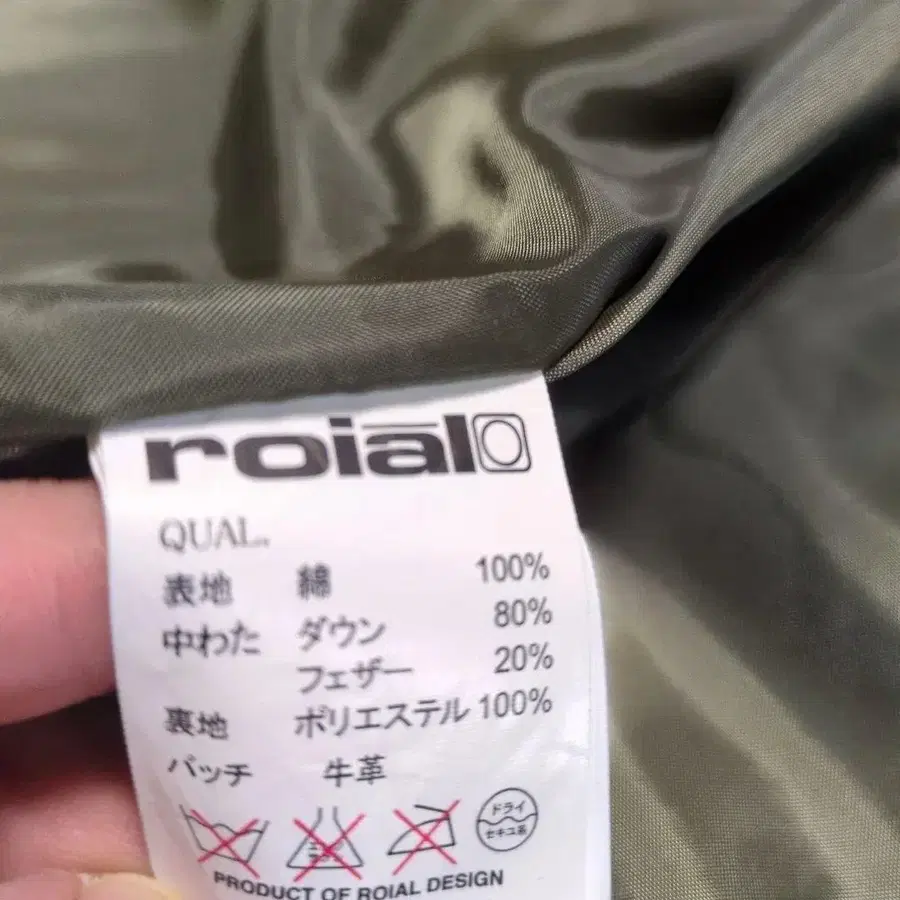 roiāl
QUAL.
表地 綿 100%
中わた ダウン 80%
フェザー 20%
裏地 ポリエステル 100%
パッチ 牛革
ドライ
セキユ系
PRODUCT OF ROIAL DESIGN